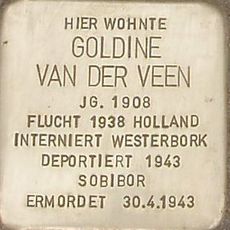 HIER WOHNTE
GOLDINE
VAN DER VEEN
JG. 1908
FLUCHT 1938 HOLLAND
INTERNIERT WESTERBORK
DEPORTIERT 1943
SOBIBOR
ERMORDET 30.4.1943